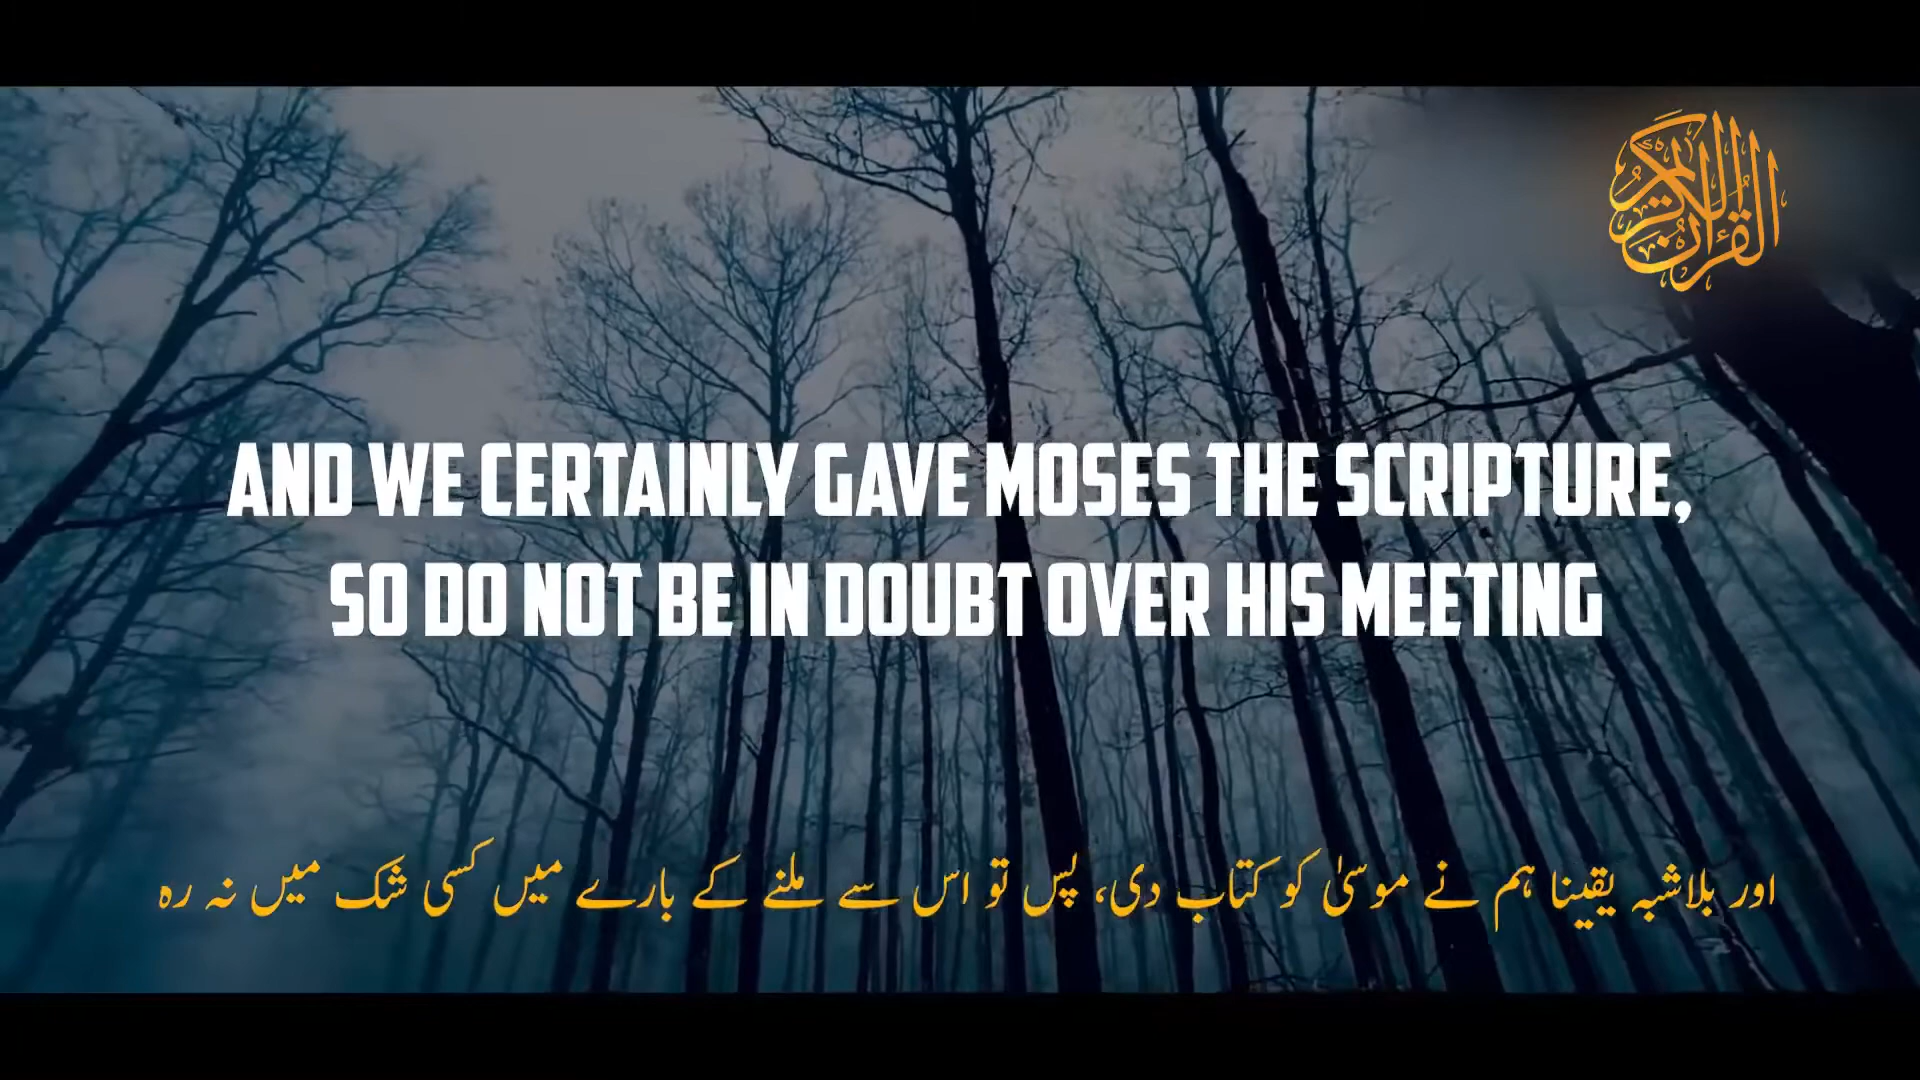 القرآن الكريم
AND WE CERTAINLY GAVE MOSES THE SCRIPTURE,
SO DO NOT BE IN DOUBT OVER HIS MEETING
اور بلاشبہ یقینا ہم نے موسیٰ کو کتاب دی، پس تو اس سے ملنے کے بارے میں کسی شک میں نہ رہ